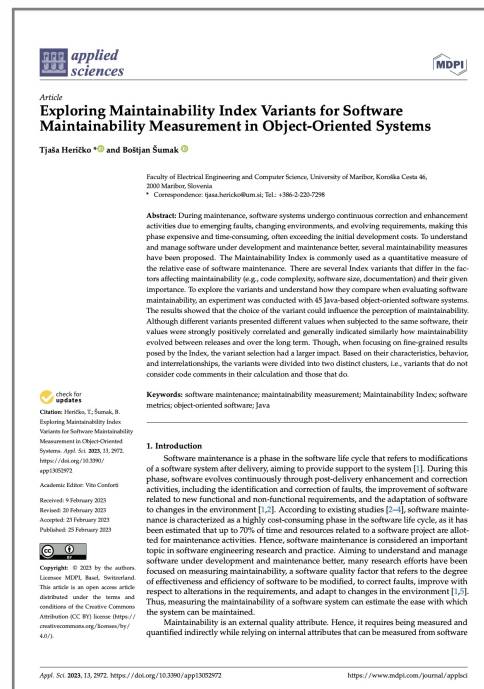 applied
sciences
MDPI
Article
Exploring Maintainability Index Variants for Software
Maintainability Measurement in Object-Oriented Systems
Tjaša Heričko * and Boštjan Šumak
Faculty of Electrical Engineering and Computer Science, University of Maribor, Koroška Cesta 46,
2000 Maribor, Slovenia
* Correspondence: tjasa.hericko@um.si; Tel.: +386-2-220-7298
Abstract: During maintenance, software systems undergo continuous correction and enhancement
activities due to emerging faults, changing environments, and evolving requirements, making this
phase expensive and time-consuming, often exceeding the initial development costs. To understand
and manage software under development and maintenance better, several maintainability measures
have been proposed. The Maintainability Index is commonly used as a quantitative measure of
the relative ease of software maintenance. There are several Index variants that differ in the fac-
tors affecting maintainability (e.g., code complexity, software size, documentation) and their given
importance. To explore the variants and understand how they compare when evaluating software
maintainability, an experiment was conducted with 45 Java-based object-oriented software systems.
The results showed that the choice of the variant could influence the perception of maintainability.
Although different variants presented different values when subjected to the same software, their
values were strongly positively correlated and generally indicated similarly how maintainability
evolved between releases and over the long term. Though, when focusing on fine-grained results
posed by the Index, the variant selection had a larger impact. Based on their characteristics, behavior,
and interrelationships, the variants were divided into two distinct clusters, i.e., variants that do not
consider code comments in their calculation and those that do.
Keywords: software maintenance; maintainability measurement; Maintainability Index; software
metrics; object-oriented software; Java
check for
updates
Citation: Heričko, T.; Šumak, B.
Exploring Maintainability Index
Variants for Software Maintainability
Measurement in Object-Oriented
Systems. Appl. Sci. 2023, 13, 2972.
https://doi.org/10.3390/
app13052972
Academic Editor: Vito Conforti
Received: 9 February 2023
Revised: 20 February 2023
Accepted: 23 February 2023
Published: 25 February 2023
cc BY
Copyright: © 2023 by the authors.
Licensee MDPI, Basel, Switzerland.
This article is an open access article
distributed under the terms and
conditions of the Creative Commons
Attribution (CC BY) license (https://
creativecommons.org/licenses/by/
4.0/).
1. Introduction
Software maintenance is a phase in the software life cycle that refers to modifications
of a software system after delivery, aiming to provide support to the system [1]. During this
phase, software evolves continuously through post-delivery enhancement and correction
activities, including the identification and correction of faults, the improvement of software
related to new functional and non-functional requirements, and the adaptation of software
to changes in the environment [1,2]. According to existing studies [2–4], software mainte-
nance is characterized as a highly cost-consuming phase in the software life cycle, as it has
been estimated that up to 70% of time and resources related to a software project are allot-
ted for maintenance activities. Hence, software maintenance is considered an important
topic in software engineering research and practice. Aiming to understand and manage
software under development and maintenance better, many research efforts have been
focused on measuring maintainability, a software quality factor that refers to the degree
of effectiveness and efficiency of software to be modified, to correct faults, improve with
respect to alterations in the requirements, and adapt to changes in the environment [1,5].
Thus, measuring the maintainability of a software system can estimate the ease with which
the system can be maintained.
Maintainability is an external quality attribute. Hence, it requires being measured and
quantified indirectly while relying on internal attributes that can be measured from software
Appl. Sci. 2023, 13, 2972. https://doi.org/10.3390/app13052972
https://www.mdpi.com/journal/applsci